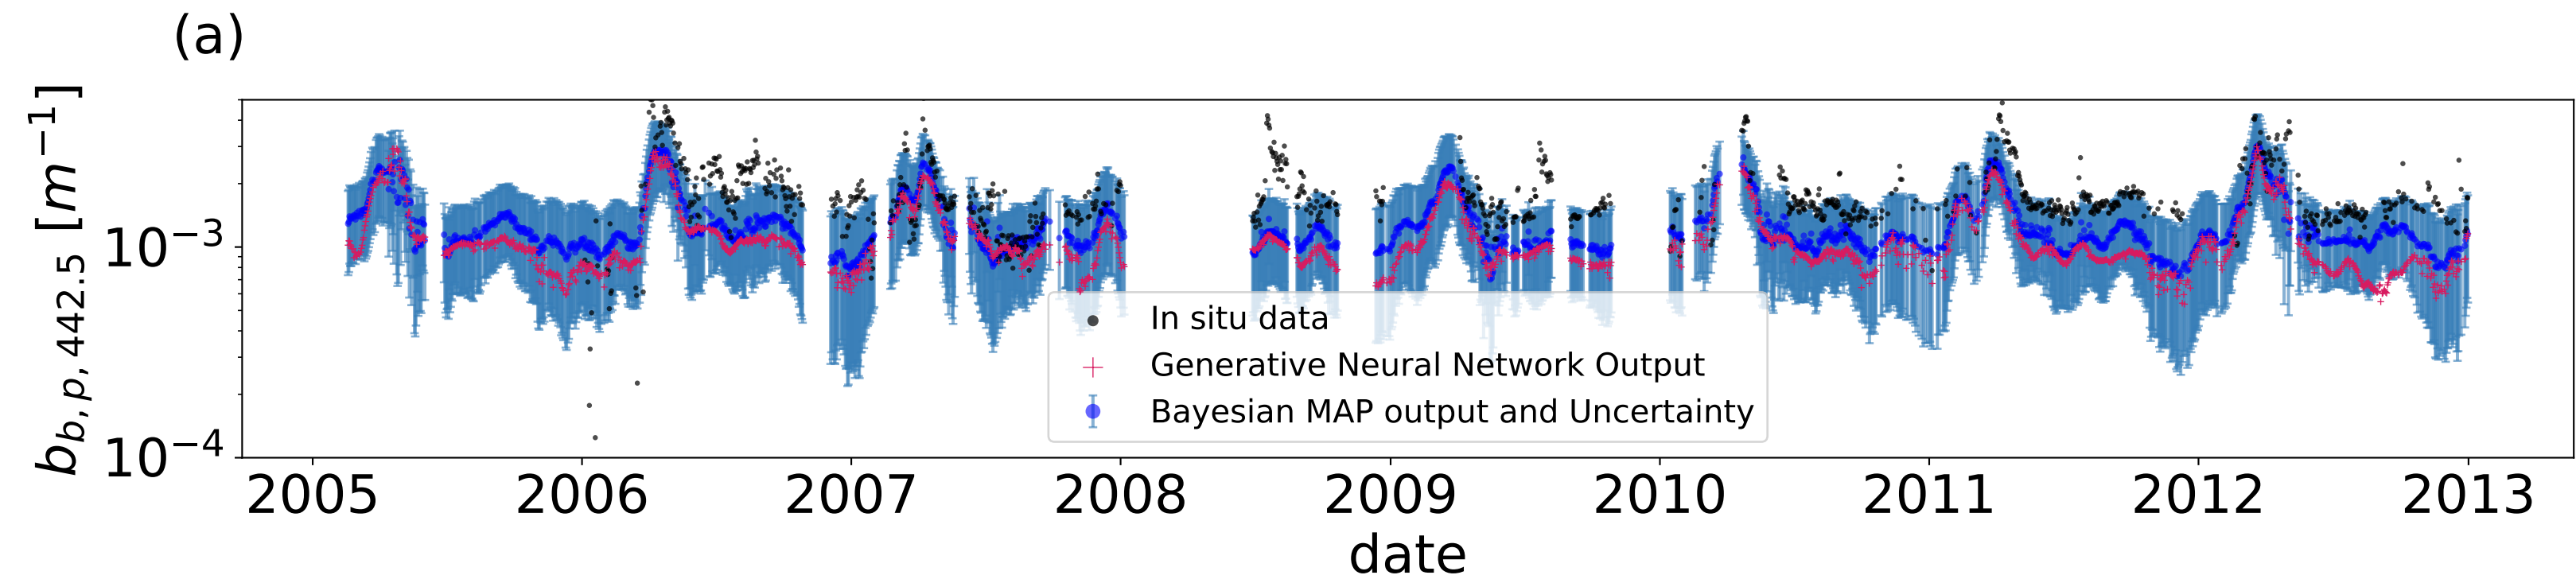 (a)
b_{b, p, 442.5} [m^{-1}]
10^{-3}
10^{-4}
In situ data
Generative Neural Network Output
Bayesian MAP output and Uncertainty
2005 2006 2007 2008 2009 2010 2011 2012 2013
date